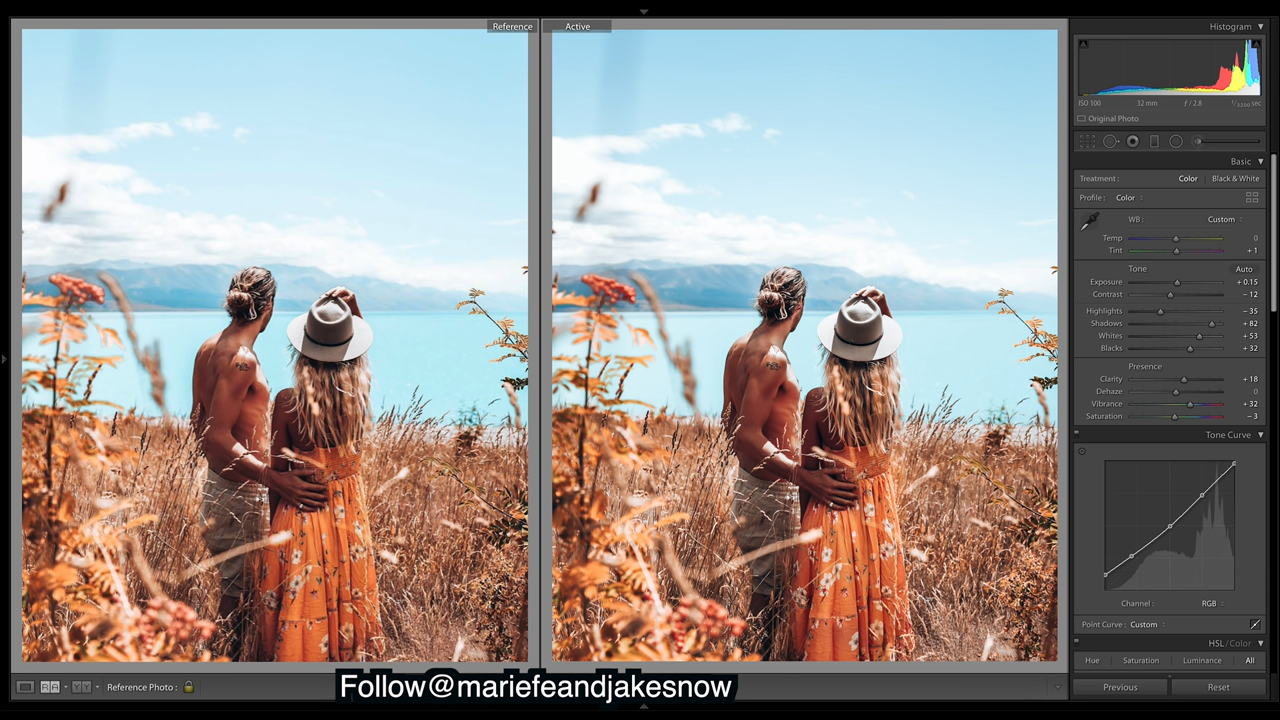 Reference
Active
Histogram
ISO 100 32 mm ƒ / 2.8 1/3200 sec
Original Photo
Basic
Treatment : Color Black & White
Profile : Color
WB : Custom
Temp 0
Tint + 1
Tone Auto
Exposure + 0.15
Contrast – 12
Highlights – 35
Shadows + 82
Whites + 53
Blacks + 32
Presence
Clarity + 18
Dehaze 0
Vibrance + 32
Saturation – 3
Tone Curve
Channel : RGB
Point Curve : Custom
HSL / Color
Hue Saturation Luminance All
Reference Photo :
Previous Reset
Follow@mariefeandjakesnow